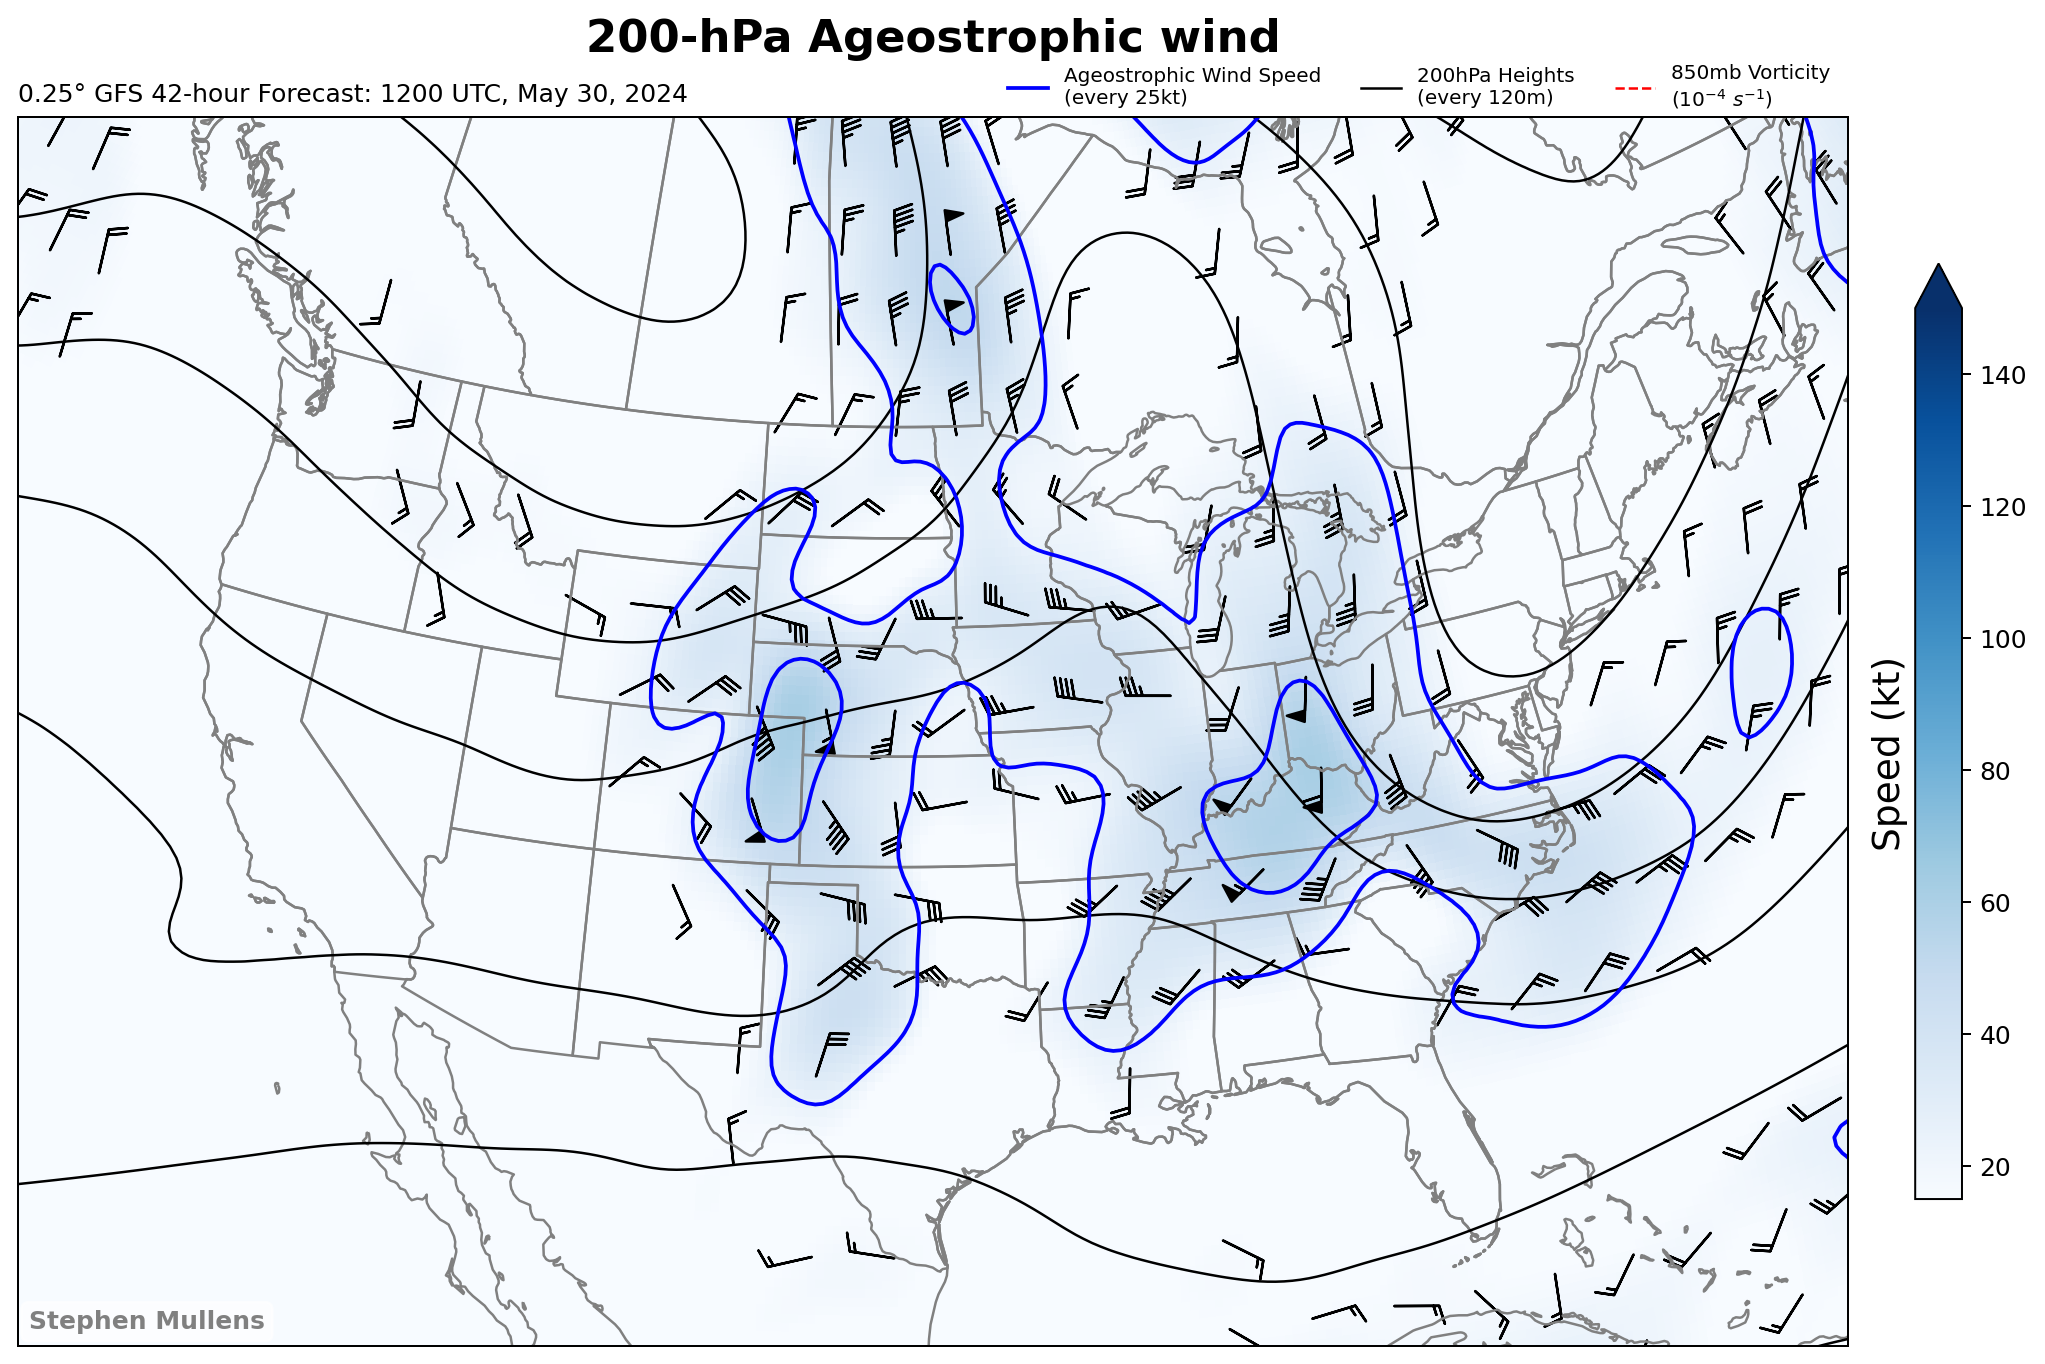 200-hPa Ageostrophic wind
0.25° GFS 42-hour Forecast: 1200 UTC, May 30, 2024
Ageostrophic Wind Speed
(every 25kt)
200hPa Heights
(every 120m)
850mb Vorticity
(10⁻⁴ s⁻¹)
140
120
100
80
60
40
20
Speed (kt)
Stephen Mullens